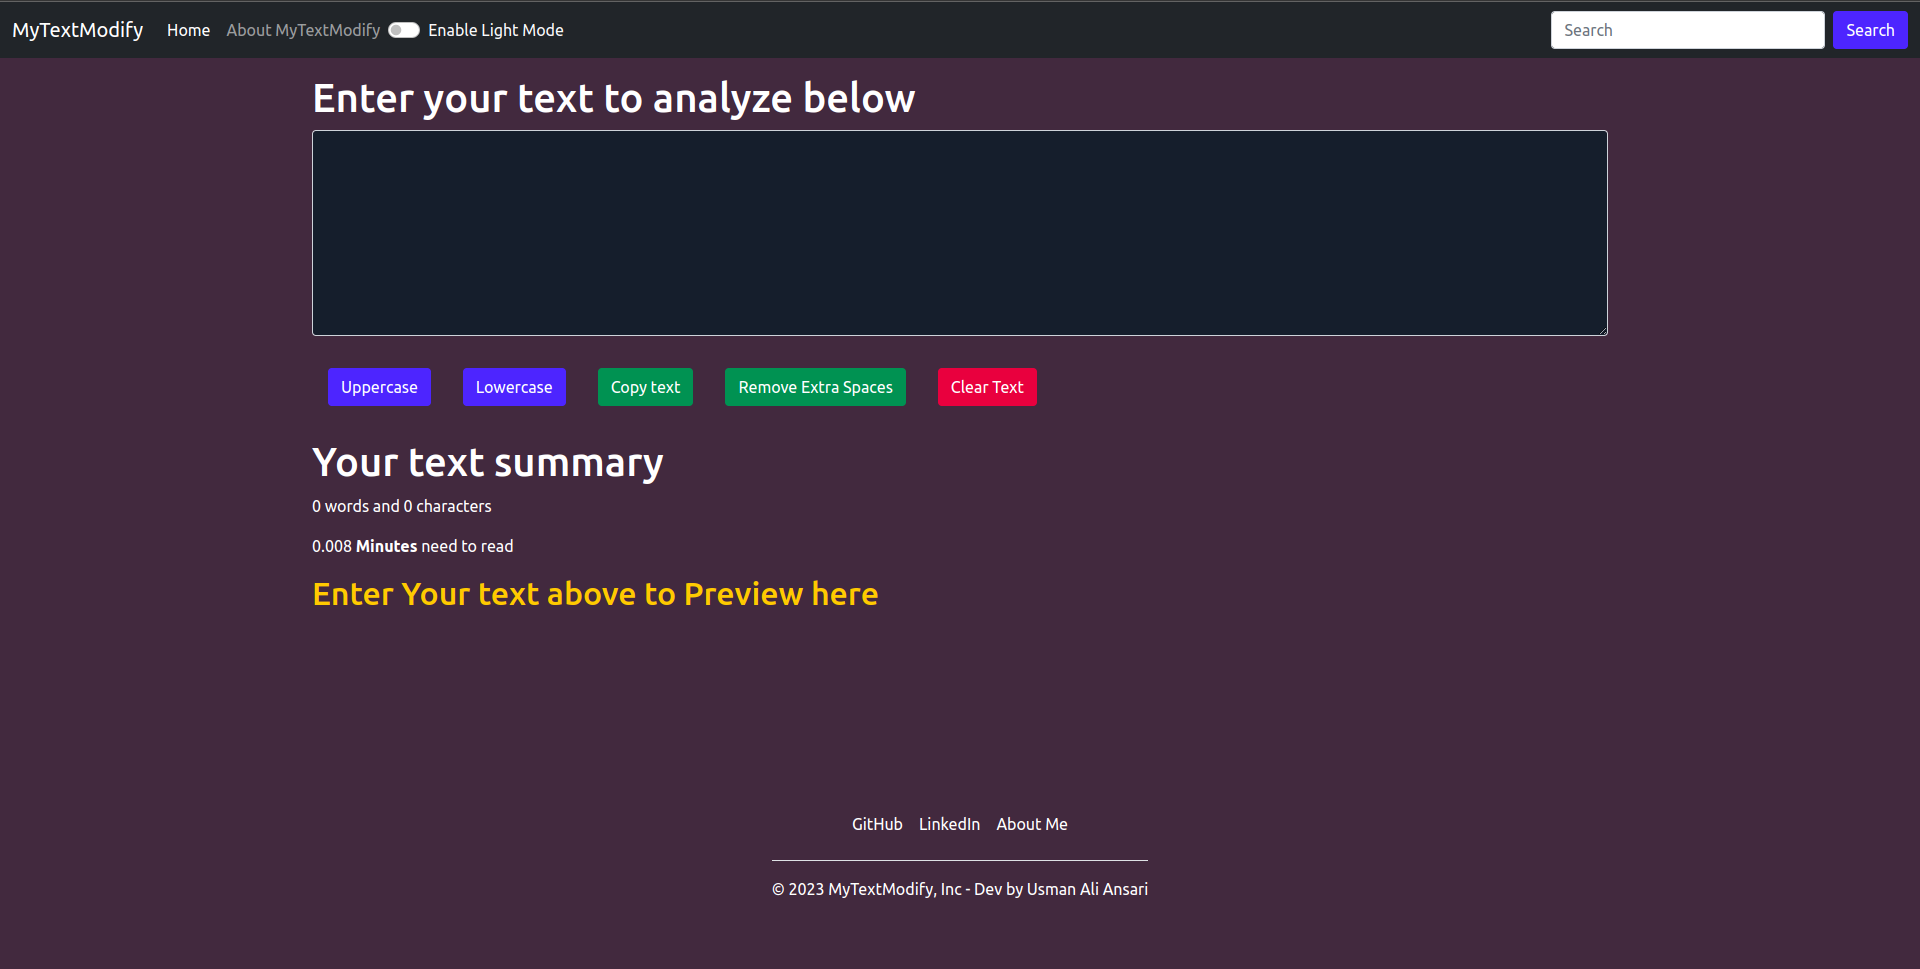 MyTextModify Home About MyTextModify Enable Light Mode Search Search
Enter your text to analyze below
Uppercase Lowercase Copy text Remove Extra Spaces Clear Text
Your text summary
0 words and 0 characters
0.008 Minutes need to read
Enter Your text above to Preview here
GitHub LinkedIn About Me
© 2023 MyTextModify, Inc - Dev by Usman Ali Ansari